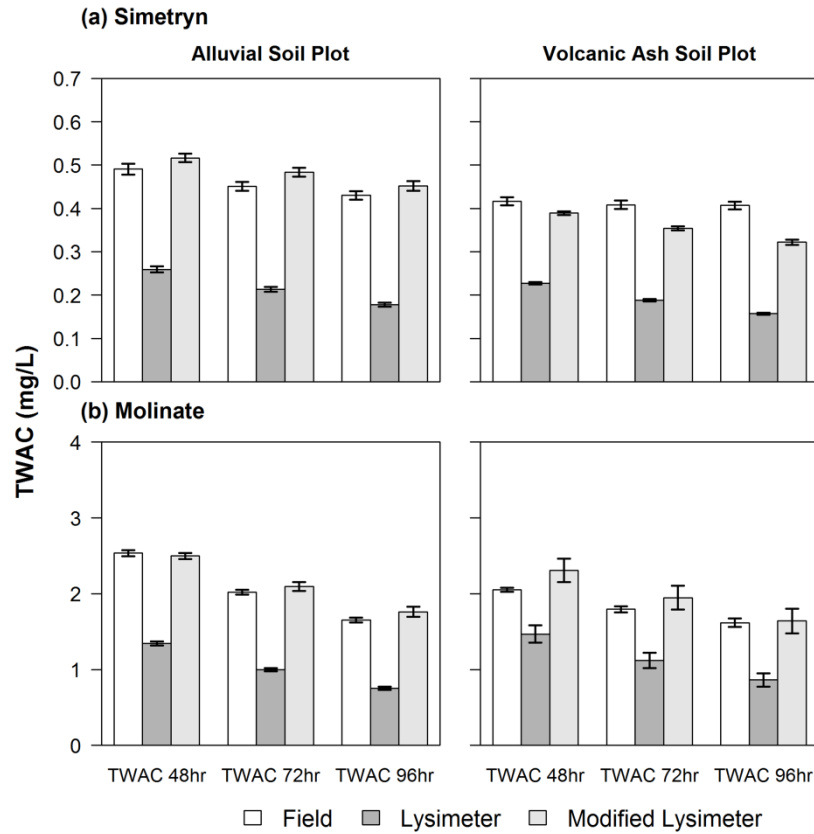 (a) Simetryn
Alluvial Soil Plot Volcanic Ash Soil Plot
0.7
0.6
0.5
0.4
0.3
0.2
0.1
0.0
TWAC (mg/L)
(b) Molinate
4
3
2
1
0
TWAC 48hr TWAC 72hr TWAC 96hr TWAC 48hr TWAC 72hr TWAC 96hr
Field Lysimeter Modified Lysimeter